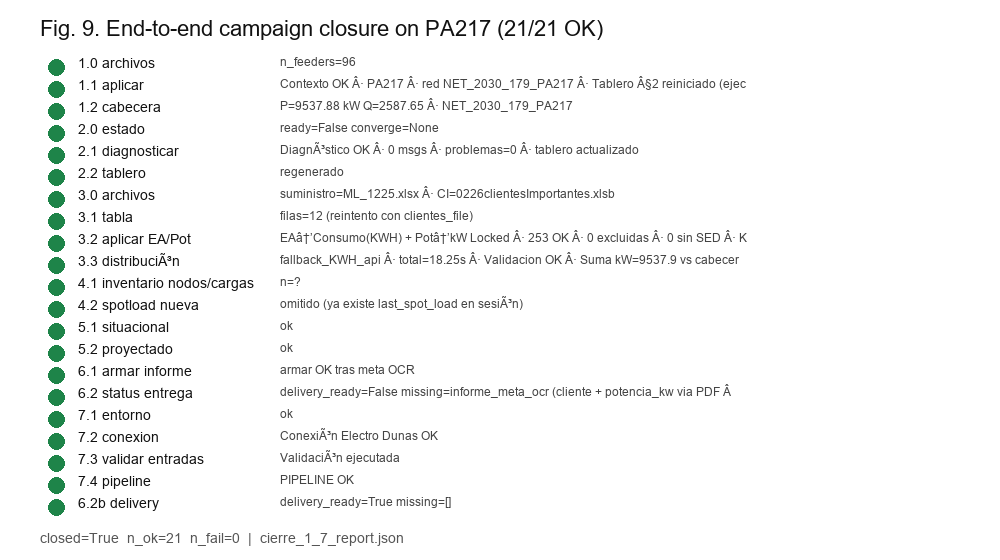 Fig. 9. End-to-end campaign closure on PA217 (21/21 OK)
1.0 archivos n_feeders=96
1.1 aplicar Contexto OK Â· PA217 Â· red NET_2030_179_PA217 Â· Tablero Â§2 reiniciado (ejec
1.2 cabecera P=9537.88 kW Q=2587.65 Â· NET_2030_179_PA217
2.0 estado ready=False converge=None
2.1 diagnosticar DiagnÃ³stico OK Â· 0 msgs Â· problemas=0 Â· tablero actualizado
2.2 tablero regenerado
3.0 archivos suministro=ML_1225.xlsx Â· CI=0226clientesImportantes.xlsb
3.1 tabla filas=12 (reintento con clientes_file)
3.2 aplicar EA/Pot EAâ†’Consumo(KWH) + Potâ†’kW Locked Â· 253 OK Â· 0 excluidas Â· 0 sin SED Â· K
3.3 distribuciÃ³n fallback_KWH_api Â· total=18.25s Â· Validacion OK Â· Suma kW=9537.9 vs cabecer
4.1 inventario nodos/cargas n=?
4.2 spotload nueva omitido (ya existe last_spot_load en sesiÃ³n)
5.1 situacional ok
5.2 proyectado ok
6.1 armar informe armar OK tras meta OCR
6.2 status entrega delivery_ready=False missing=informe_meta_ocr (cliente + potencia_kw via PDF Â
7.1 entorno ok
7.2 conexion ConexiÃ³n Electro Dunas OK
7.3 validar entradas ValidaciÃ³n ejecutada
7.4 pipeline PIPELINE OK
6.2b delivery delivery_ready=True missing=[]
closed=True n_ok=21 n_fail=0 | cierre_1_7_report.json